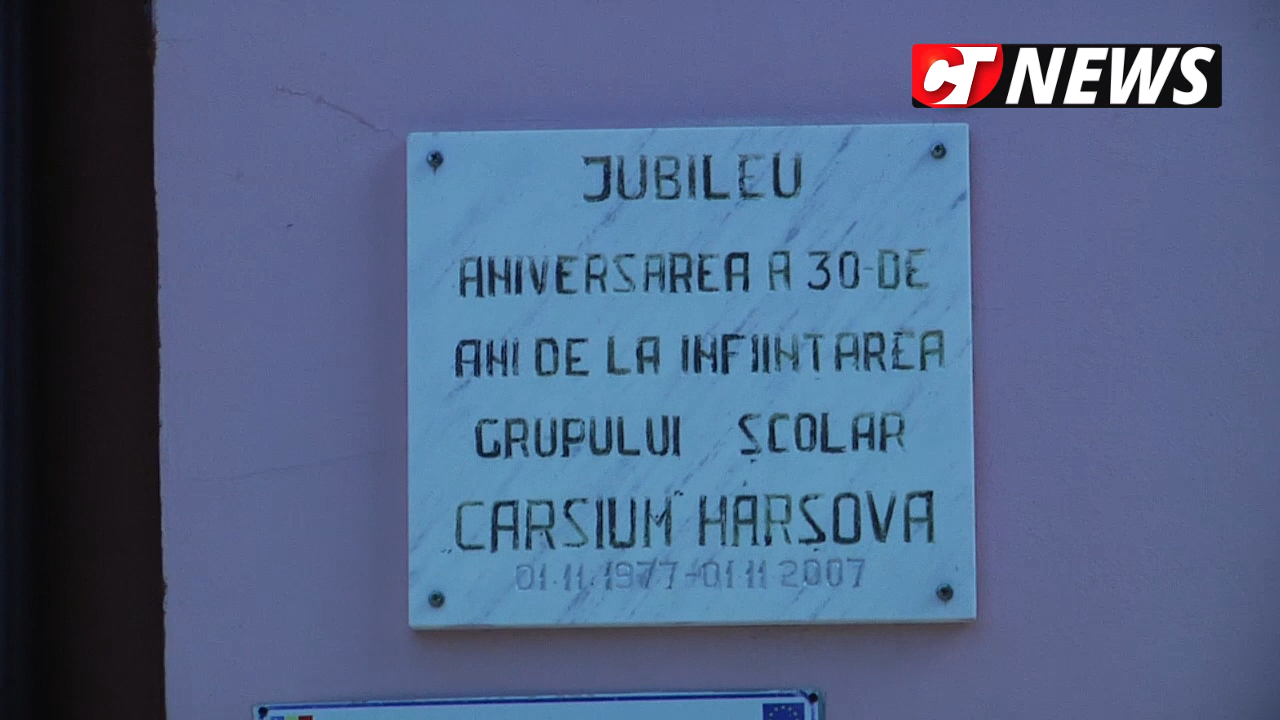 CT NEWS
JUBILEU
ANIVERSAREA A 30-DE
ANI DE LA INFIINTAREA
GRUPULUI ȘCOLAR
„CARSIUM” HARȘOVA
01·11·1977-01·11·2007